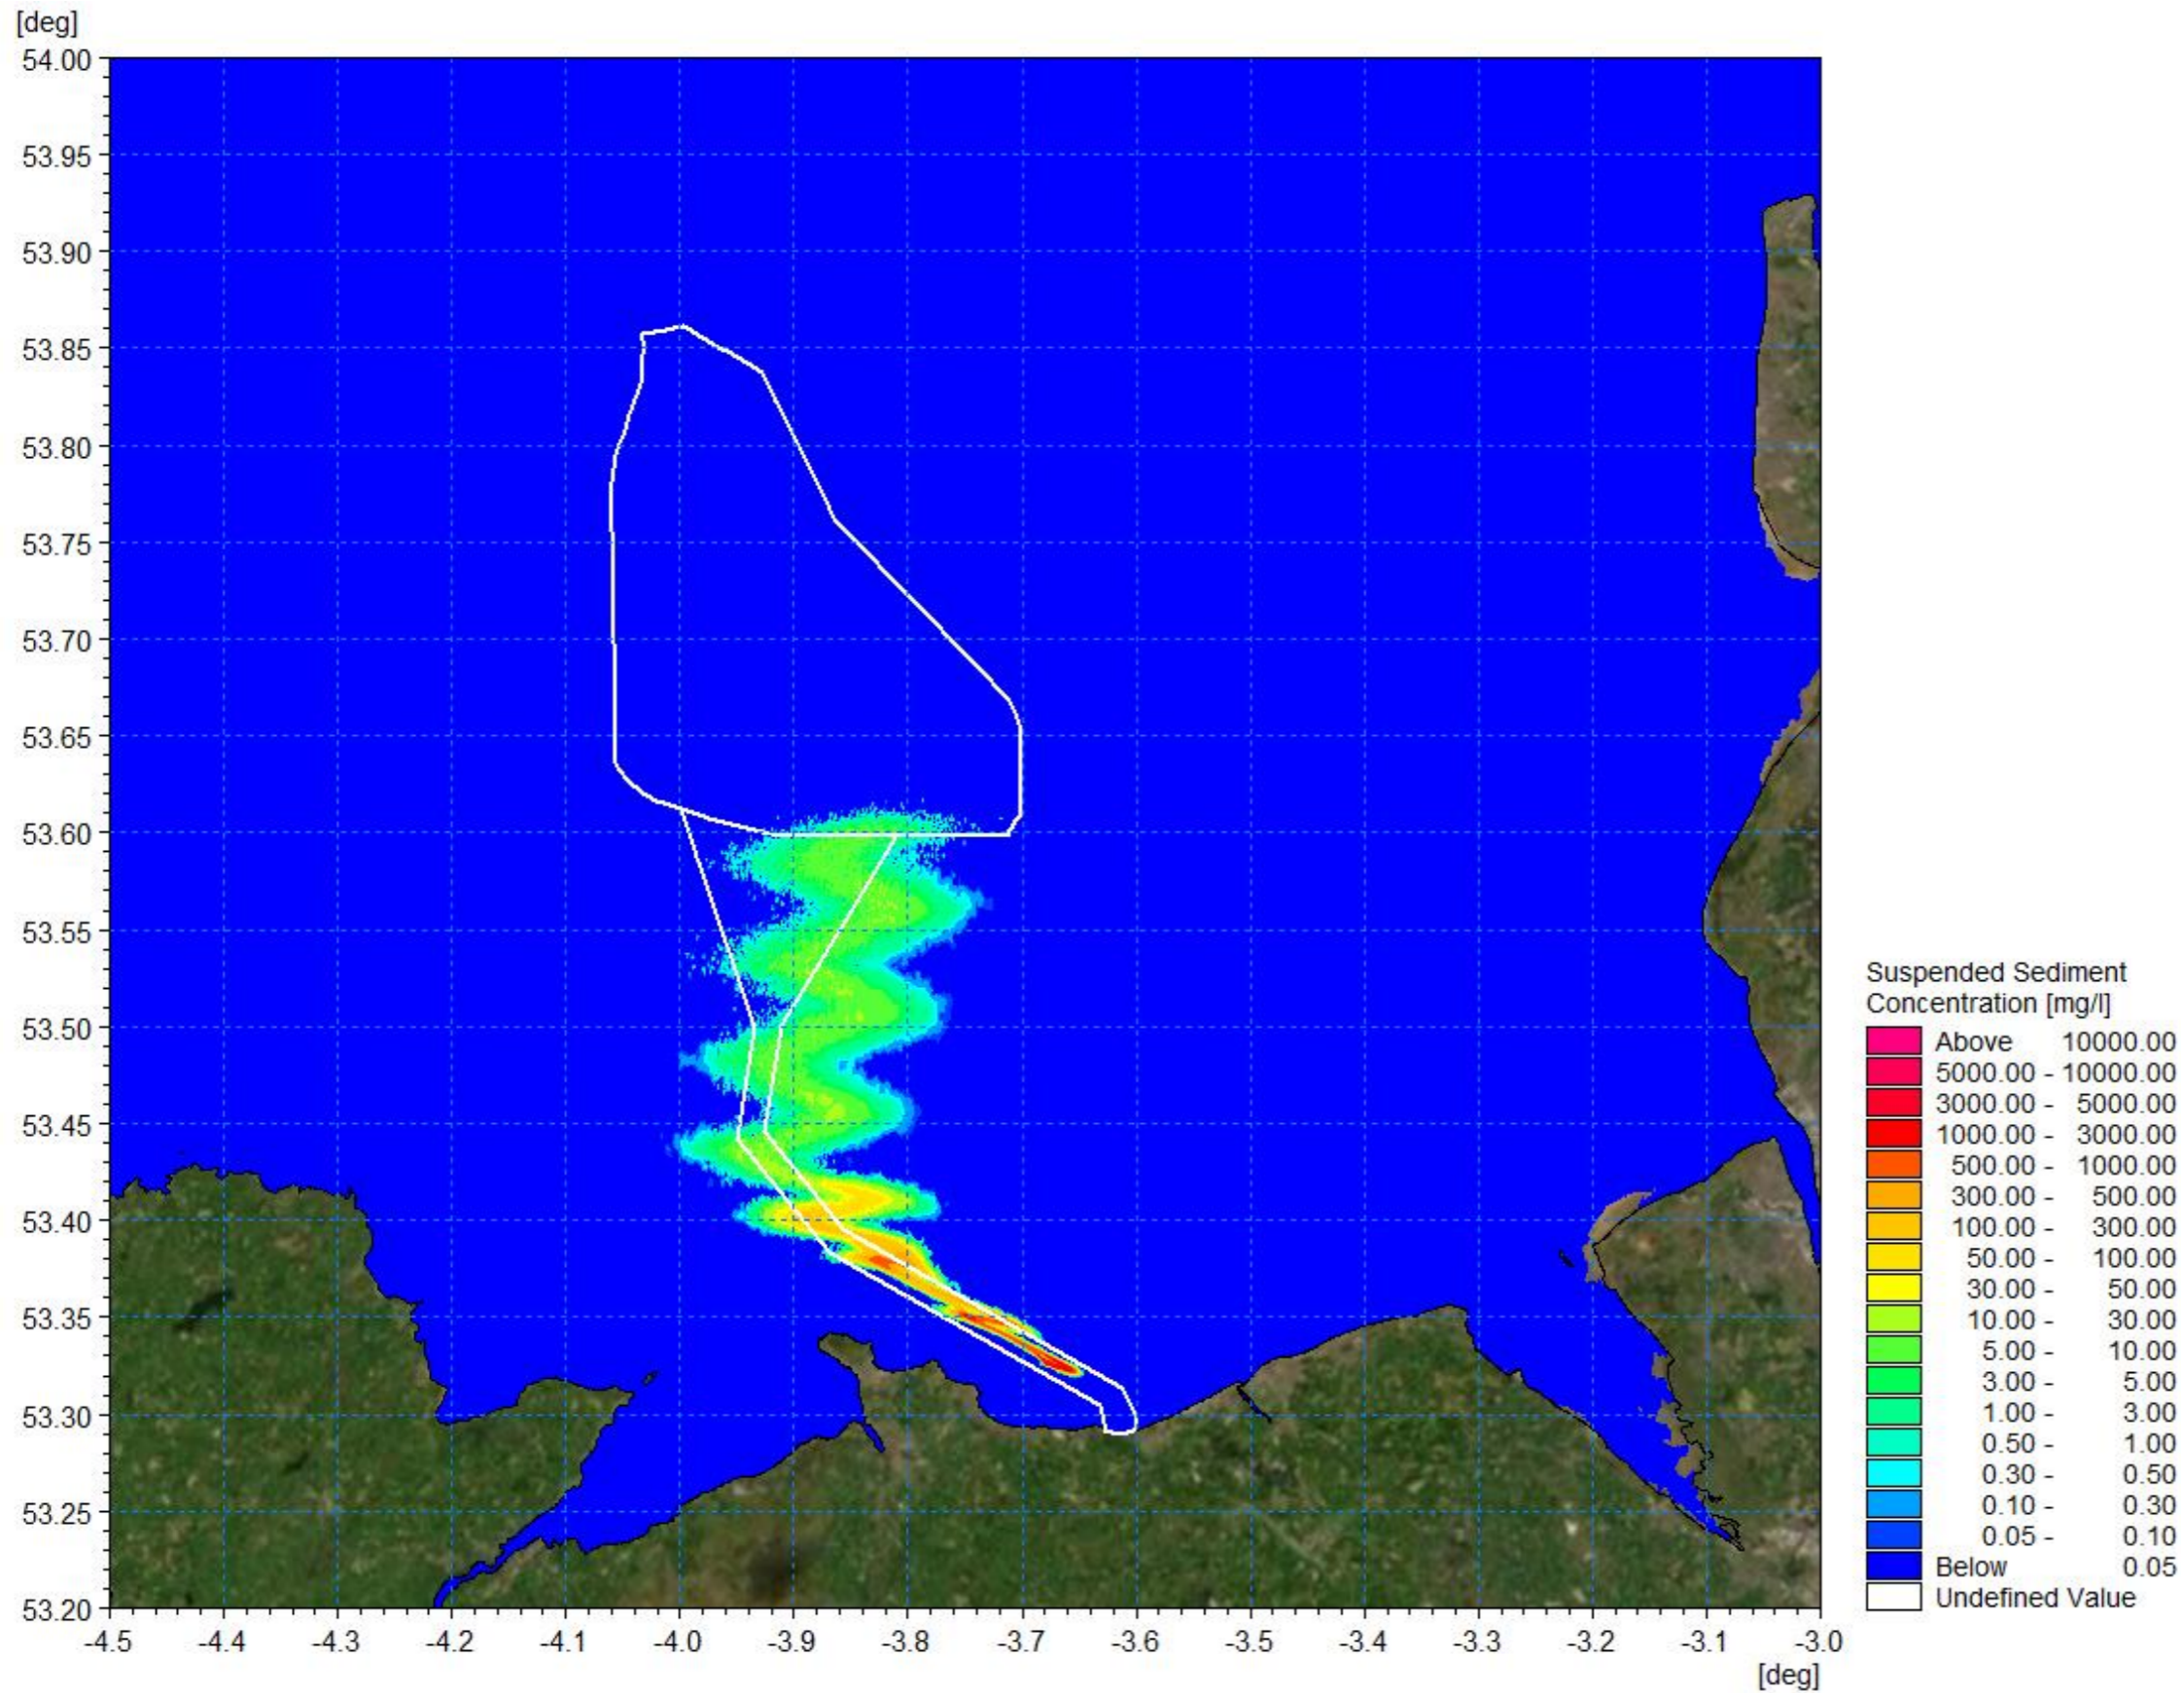 [deg]
54.00
53.95
53.90
53.85
53.80
53.75
53.70
53.65
53.60
53.55
53.50
53.45
53.40
53.35
53.30
53.25
53.20
-4.5 -4.4 -4.3 -4.2 -4.1 -4.0 -3.9 -3.8 -3.7 -3.6 -3.5 -3.4 -3.3 -3.2 -3.1 -3.0
[deg]
Suspended Sediment
Concentration [mg/l]
Above 10000.00
5000.00 - 10000.00
3000.00 - 5000.00
1000.00 - 3000.00
500.00 - 1000.00
300.00 - 500.00
100.00 - 300.00
50.00 - 100.00
30.00 - 50.00
10.00 - 30.00
5.00 - 10.00
3.00 - 5.00
1.00 - 3.00
0.50 - 1.00
0.30 - 0.50
0.10 - 0.30
0.05 - 0.10
Below 0.05
Undefined Value